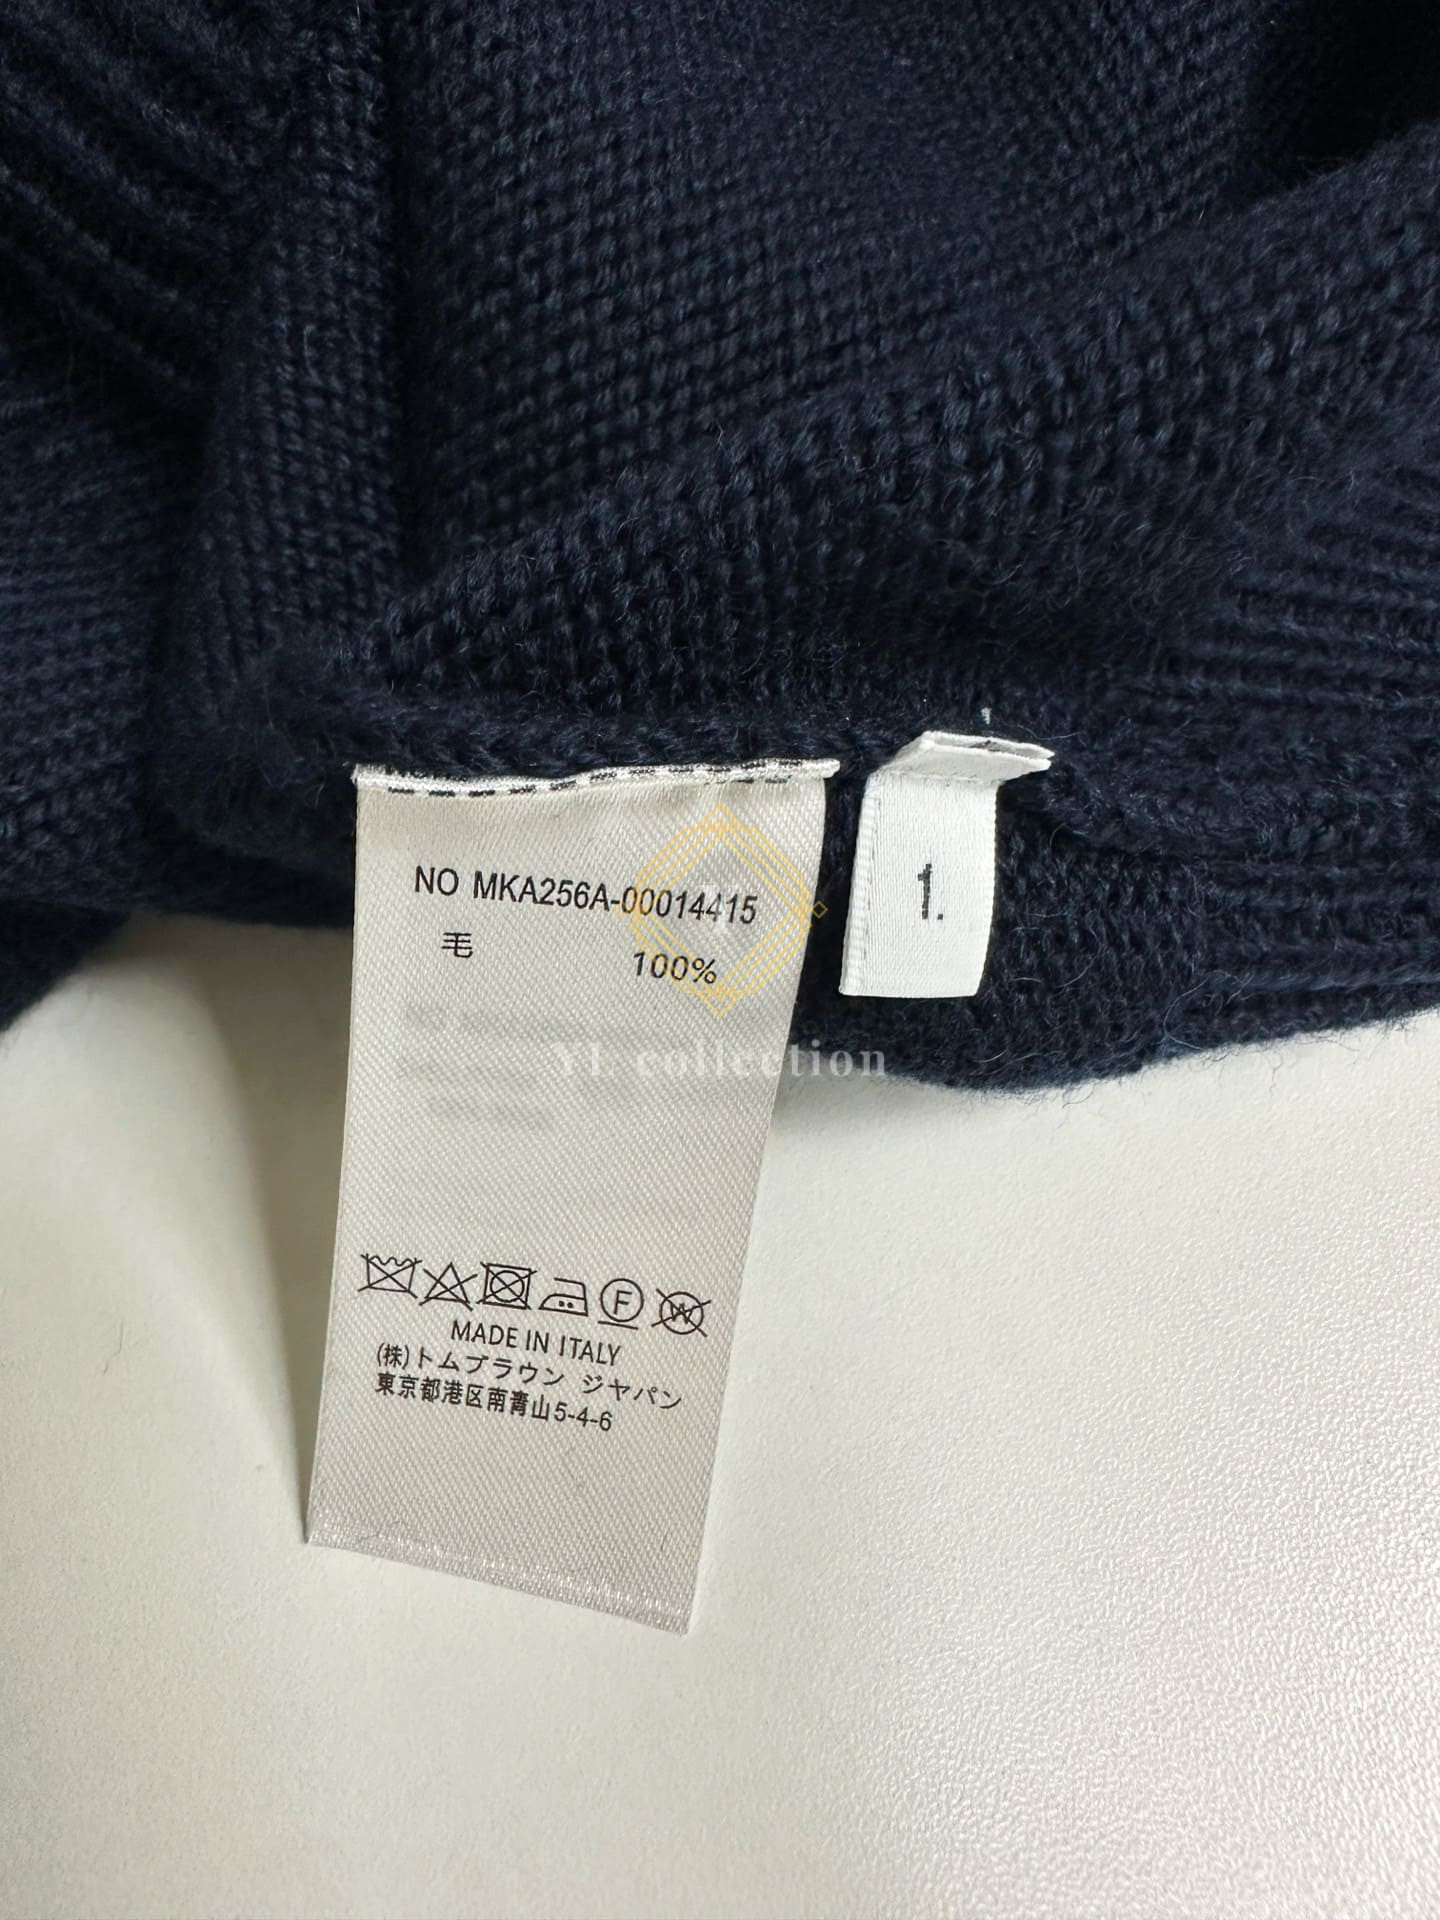 NO MKA256A-00014415
毛 100%
1.
YL collection
F
W
MADE IN ITALY
(株)トムブラウン ジヤパン
東京都港区南青山5-4-6